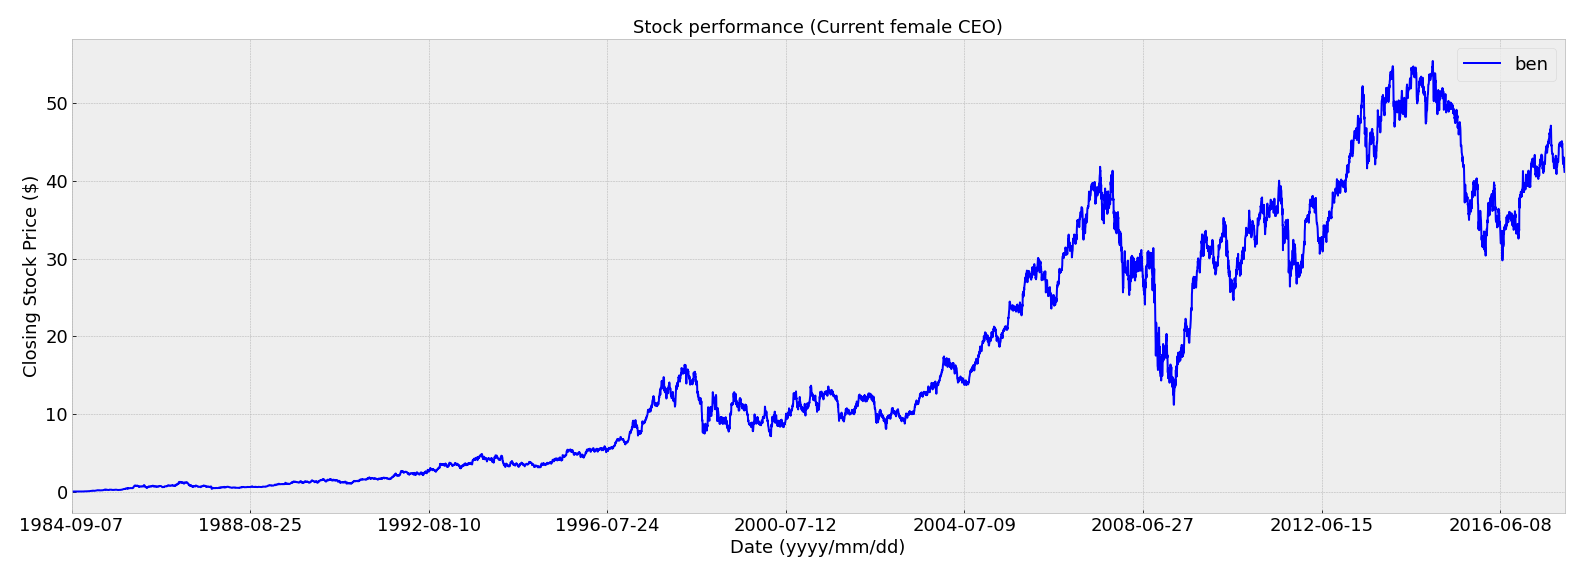 Stock performance (Current female CEO)
ben
Closing Stock Price ($)
50
40
30
20
10
0
1984-09-07 1988-08-25 1992-08-10 1996-07-24 2000-07-12 2004-07-09 2008-06-27 2012-06-15 2016-06-08
Date (yyyy/mm/dd)